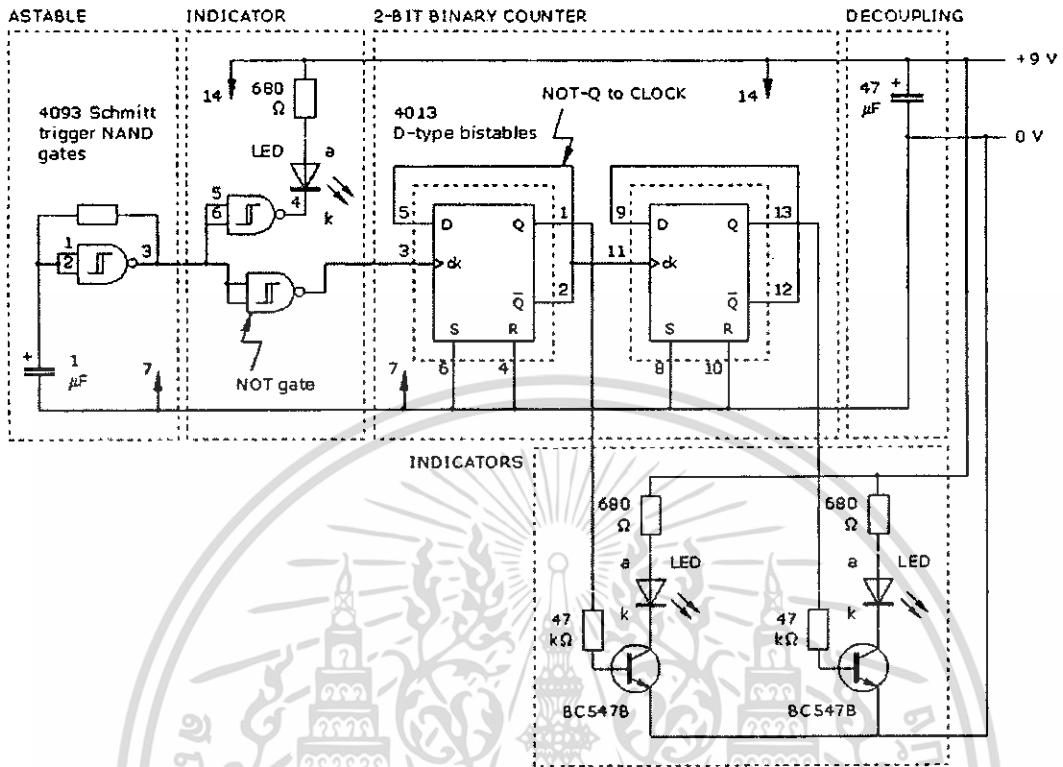 ASTABLE
INDICATOR
2-BIT BINARY COUNTER
DECOUPLING
+9 V
0 V
4093 Schmitt
trigger NAND
gates
1
2
3
+
1
µF
7
14
680
Ω
LED
a
k
5
6
4
NOT gate
NOT-Q to CLOCK
4013
D-type bistables
14
5
D
Q
1
3
ck
2
Q̅
S
R
6
4
7
9
D
Q
13
11
ck
12
Q̅
S
R
8
10
47
µF
+
INDICATORS
680
Ω
a
LED
k
47
kΩ
BC547B
680
Ω
a
LED
k
47
kΩ
BC547B